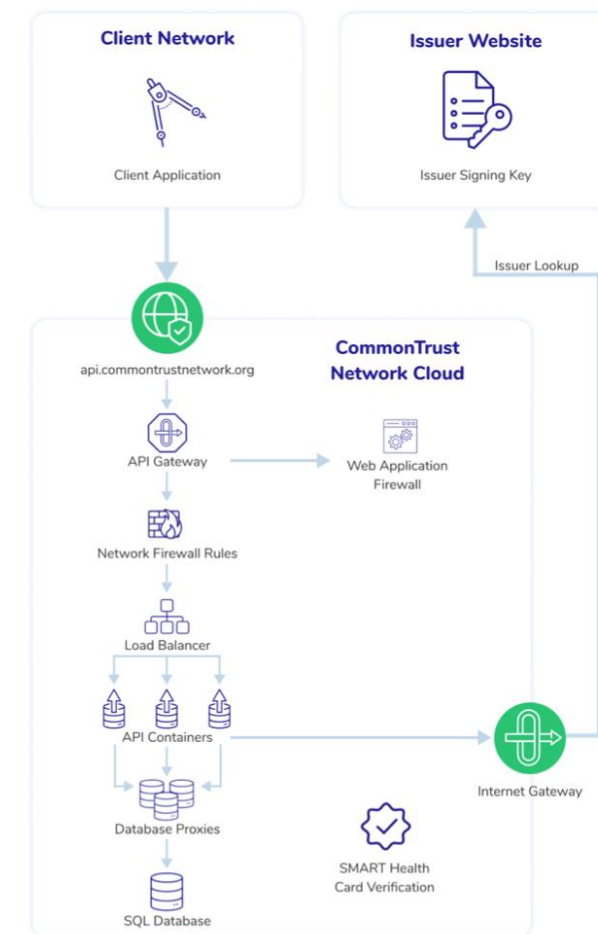 Client Network
Client Application
Issuer Website
Issuer Signing Key
Issuer Lookup
CommonTrust
Network Cloud
api.commontrustnetwork.org
API Gateway
Web Application
Firewall
Network Firewall Rules
Load Balancer
API Containers
Internet Gateway
Database Proxies
SMART Health
Card Verification
SQL Database